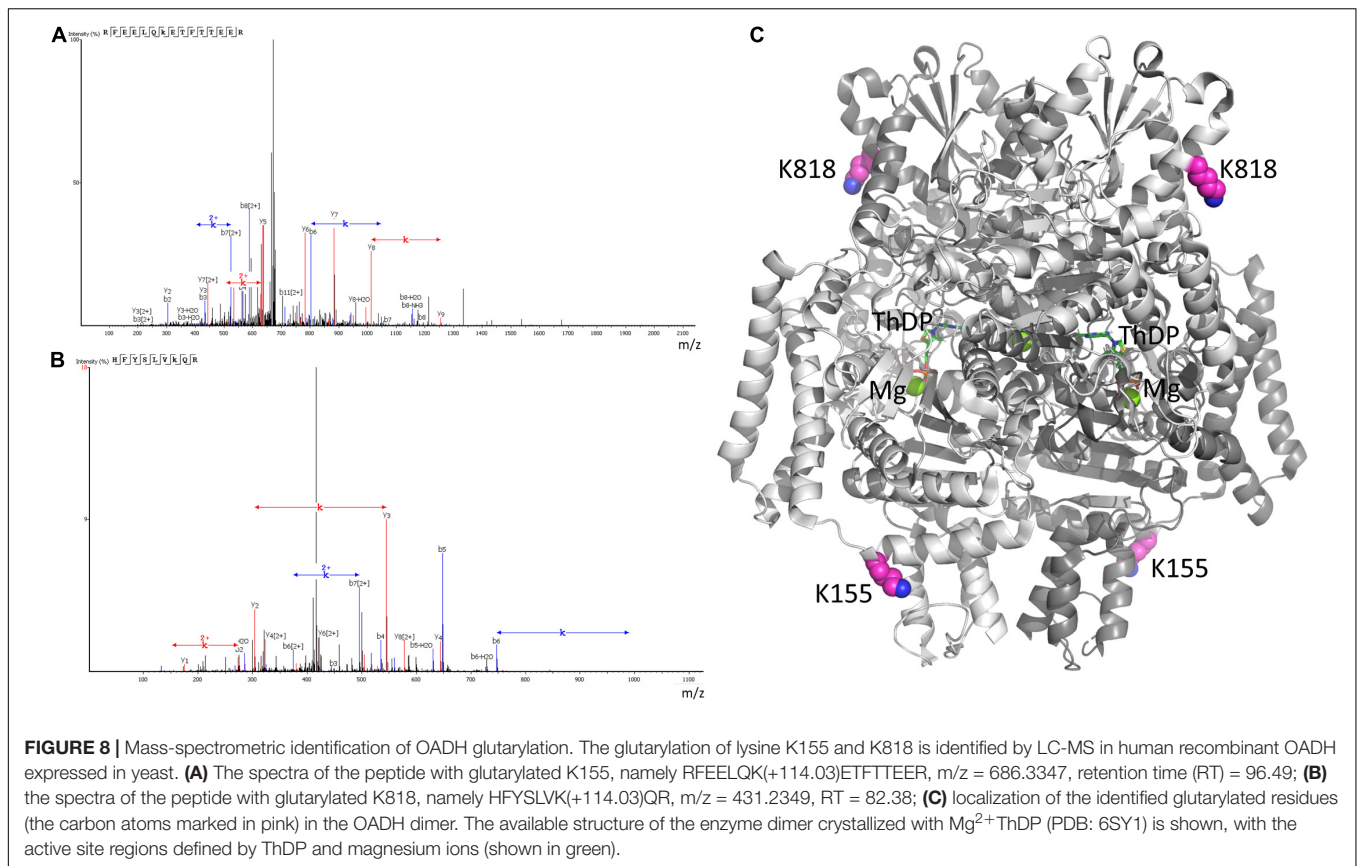 A
Intensity (%) R F E E L Q k E T F T T E E R
100
50
2+
k
b7[2+]
b8[2+]
y5
2+
k
y7[2+]
y2
b2
y3
b3
y3[2+]
b3[2+]
y3-H2O
b3-H2O
b11[2+]
y6
b6
k
y7
y8
k
y8-H2O
b7
b8-H2O
b8-NH3
b8
y9
100 200 300 400 500 600 700 800 900 1000 1100 1200 1300 1400 1500 1600 1700 1800 1900 2000 2100
m/z
B
Intensity (%) H F Y S L V k Q R
18
9
k
y3
2+
k
b7[2+]
b5
y2
2+
k
y1
H2O
b2
y4[2+]
b6[2+]
y6[2+]
b3
b4
y8[2+]
b5-H2O
y4
k
b6
b6-H2O
100 200 300 400 500 600 700 800 900 1000 1100
m/z
C
K818
K818
ThDP
ThDP
Mg
Mg
K155
K155
FIGURE 8 | Mass-spectrometric identification of OADH glutarylation. The glutarylation of lysine K155 and K818 is identified by LC-MS in human recombinant OADH
expressed in yeast. (A) The spectra of the peptide with glutarylated K155, namely RFEELQK(+114.03)ETFTTEER, m/z = 686.3347, retention time (RT) = 96.49; (B)
the spectra of the peptide with glutarylated K818, namely HFYSLVK(+114.03)QR, m/z = 431.2349, RT = 82.38; (C) localization of the identified glutarylated residues
(the carbon atoms marked in pink) in the OADH dimer. The available structure of the enzyme dimer crystallized with Mg2+ThDP (PDB: 6SY1) is shown, with the
active site regions defined by ThDP and magnesium ions (shown in green).